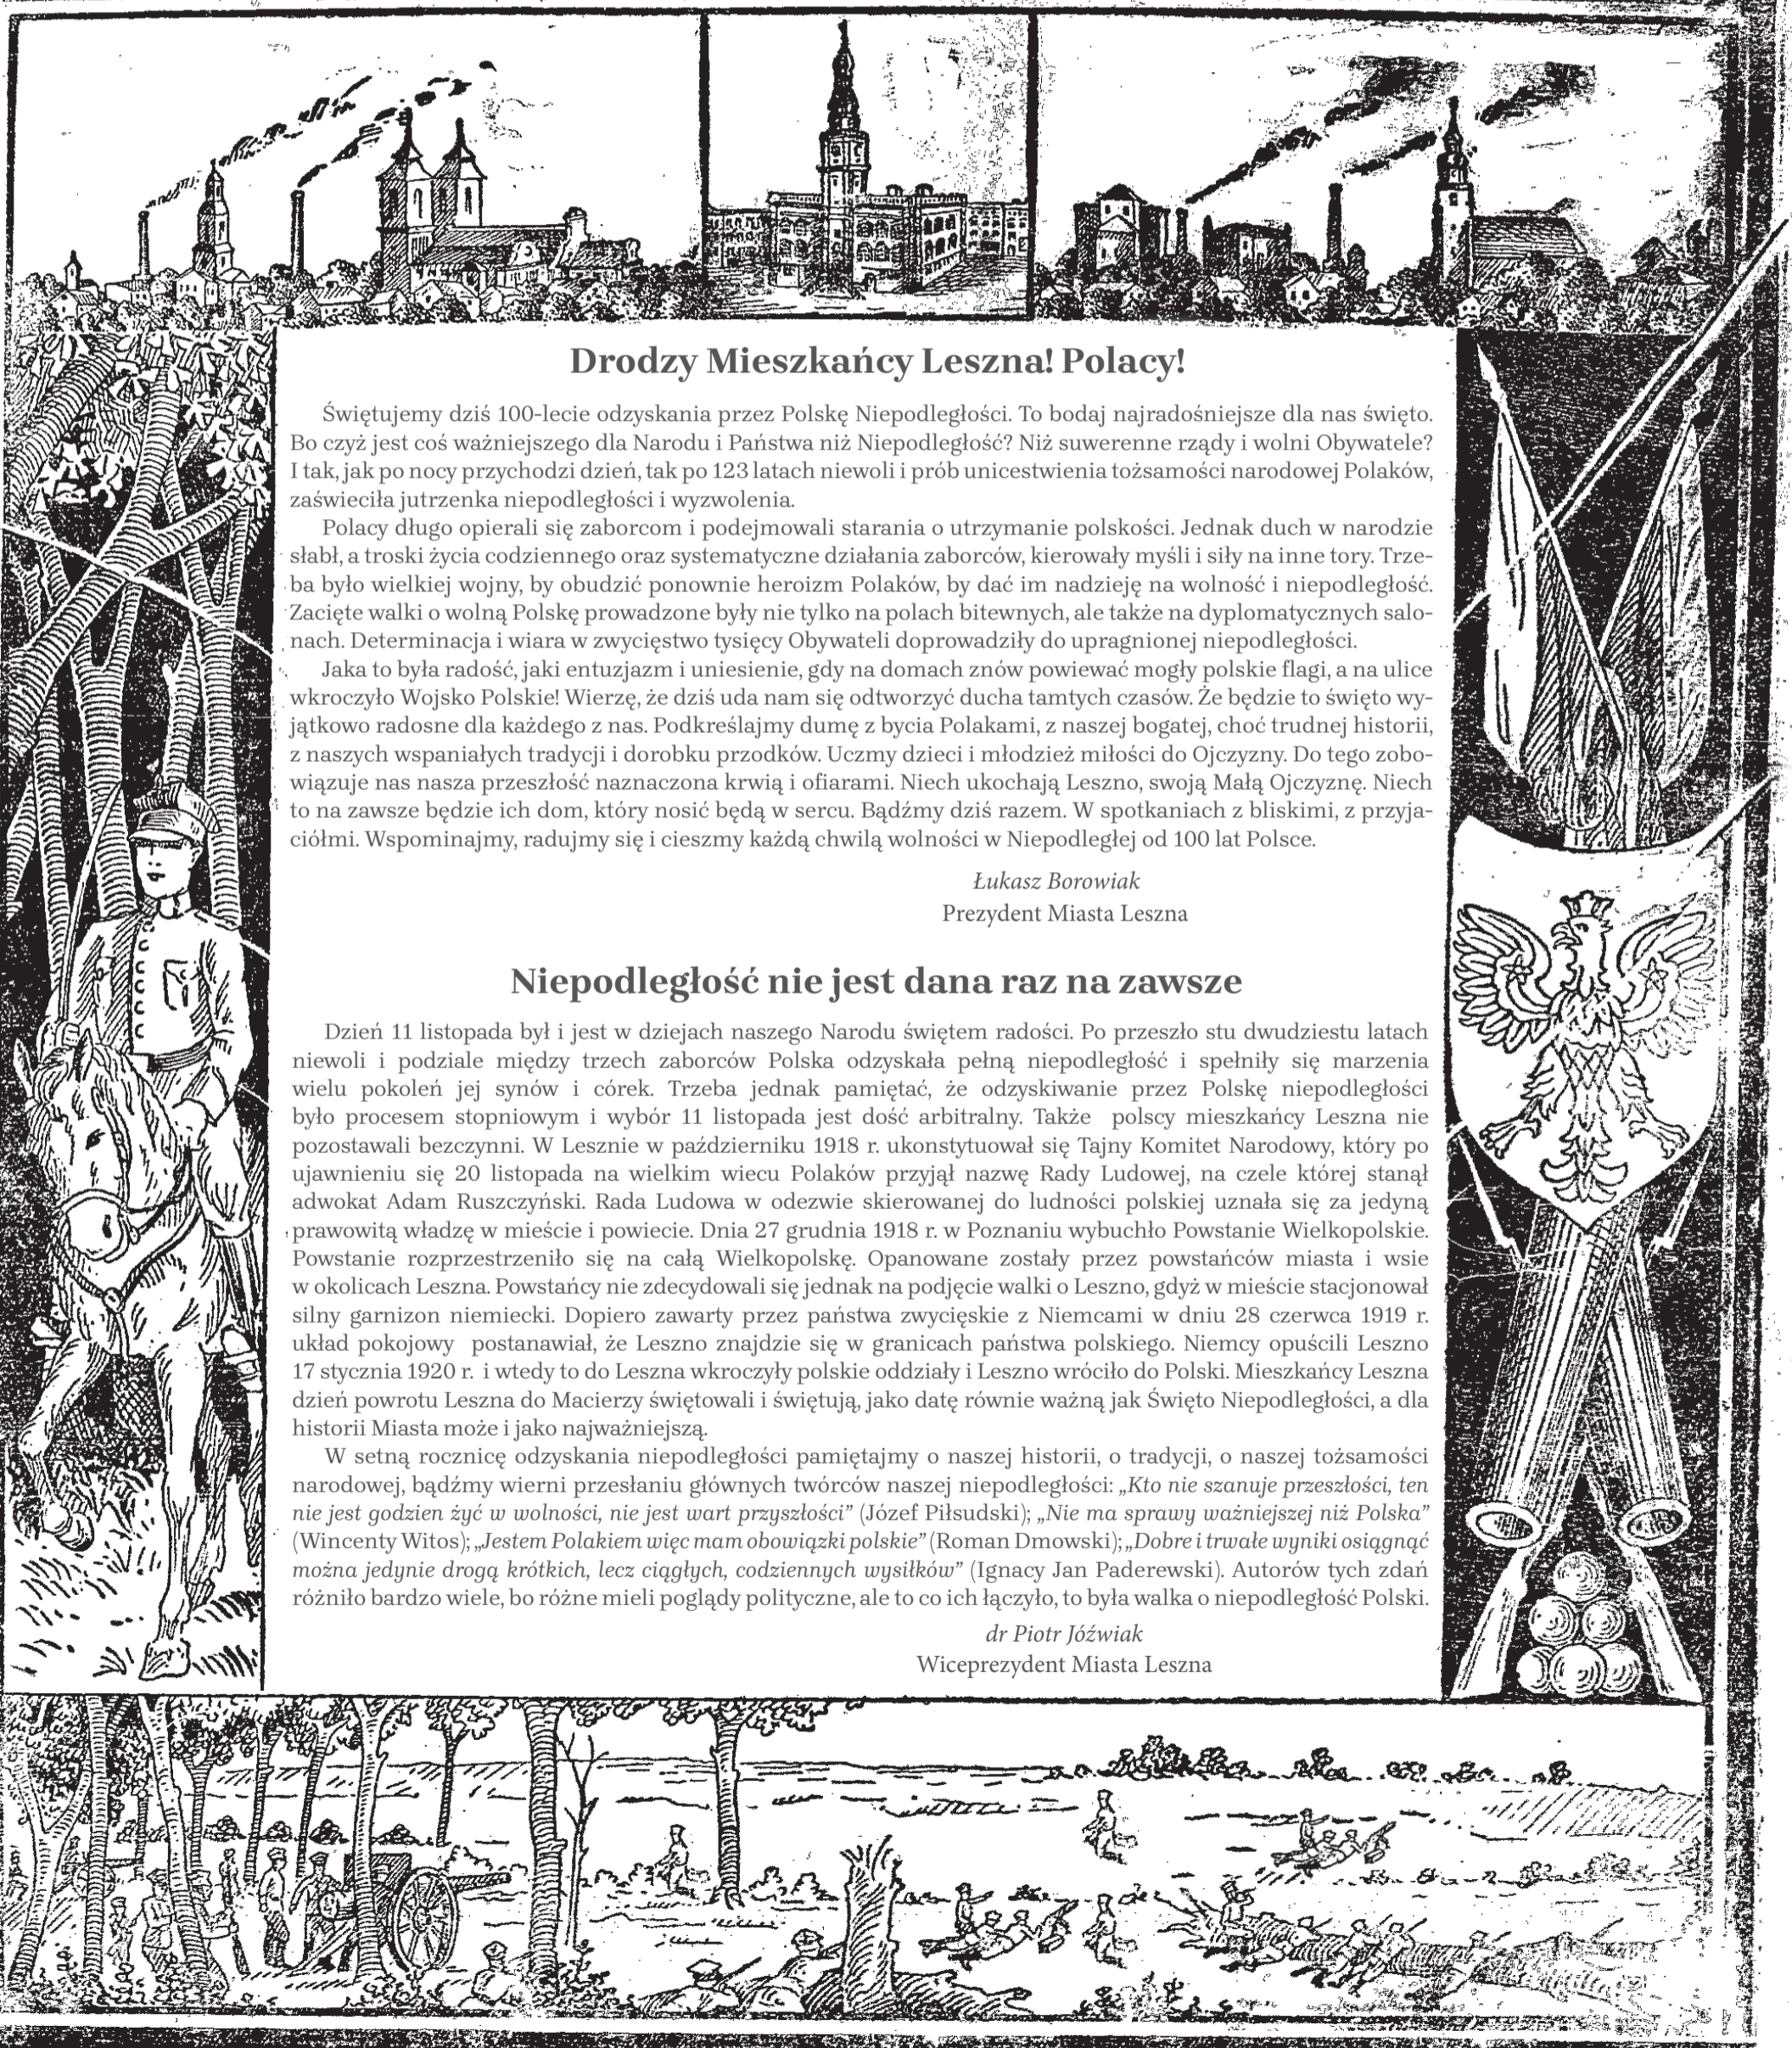 Drodzy Mieszkańcy Leszna! Polacy!
Świętujemy dziś 100-lecie odzyskania przez Polskę Niepodległości. To bodaj najradośniejsze dla nas święto.
Bo czyż jest coś ważniejszego dla Narodu i Państwa niż Niepodległość? Niż suwerenne rządy i wolni Obywatele?
I tak, jak po nocy przychodzi dzień, tak po 123 latach niewoli i prób unicestwienia tożsamości narodowej Polaków,
zaświeciła jutrzenka niepodległości i wyzwolenia.
Polacy długo opierali się zaborcom i podejmowali starania o utrzymanie polskości. Jednak duch w narodzie
słabł, a troski życia codziennego oraz systematyczne działania zaborców, kierowały myśli i siły na inne tory. Trze-
ba było wielkiej wojny, by obudzić ponownie heroizm Polaków, by dać im nadzieję na wolność i niepodległość.
Zacięte walki o wolną Polskę prowadzone były nie tylko na polach bitewnych, ale także na dyplomatycznych salo-
nach. Determinacja i wiara w zwycięstwo tysięcy Obywateli doprowadziły do upragnionej niepodległości.
Jaka to była radość, jaki entuzjazm i uniesienie, gdy na domach znów powiewać mogły polskie flagi, a na ulice
wkroczyło Wojsko Polskie! Wierzę, że dziś uda nam się odtworzyć ducha tamtych czasów. Że będzie to święto wy-
jątkowo radosne dla każdego z nas. Podkreślajmy dumę z bycia Polakami, z naszej bogatej, choć trudnej historii,
z naszych wspaniałych tradycji i dorobku przodków. Uczmy dzieci i młodzież miłości do Ojczyzny. Do tego zobo-
wiązuje nas nasza przeszłość naznaczona krwią i ofiarami. Niech ukochają Leszno, swoją Małą Ojczyznę. Niech
to na zawsze będzie ich dom, który nosić będą w sercu. Bądźmy dziś razem. W spotkaniach z bliskimi, z przyja-
ciółmi. Wspominajmy, radujmy się i cieszmy każdą chwilą wolności w Niepodległej od 100 lat Polsce.
Łukasz Borowiak
Prezydent Miasta Leszna
Niepodległość nie jest dana raz na zawsze
Dzień 11 listopada był i jest w dziejach naszego Narodu świętem radości. Po przeszło stu dwudziestu latach
niewoli i podziale między trzech zaborców Polska odzyskała pełną niepodległość i spełniły się marzenia
wielu pokoleń jej synów i córek. Trzeba jednak pamiętać, że odzyskiwanie przez Polskę niepodległości
było procesem stopniowym i wybór 11 listopada jest dość arbitralny. Także polscy mieszkańcy Leszna nie
pozostawali bezczynni. W Lesznie w październiku 1918 r. ukonstytuował się Tajny Komitet Narodowy, który po
ujawnieniu się 20 listopada na wielkim wiecu Polaków przyjął nazwę Rady Ludowej, na czele której stanął
adwokat Adam Ruszczyński. Rada Ludowa w odezwie skierowanej do ludności polskiej uznała się za jedyną
prawowitą władzę w mieście i powiecie. Dnia 27 grudnia 1918 r. w Poznaniu wybuchło Powstanie Wielkopolskie.
Powstanie rozprzestrzeniło się na całą Wielkopolskę. Opanowane zostały przez powstańców miasta i wsie
w okolicach Leszna. Powstańcy nie zdecydowali się jednak na podjęcie walki o Leszno, gdyż w mieście stacjonował
silny garnizon niemiecki. Dopiero zawarty przez państwa zwycięskie z Niemcami w dniu 28 czerwca 1919 r.
układ pokojowy postanawiał, że Leszno znajdzie się w granicach państwa polskiego. Niemcy opuścili Leszno
17 stycznia 1920 r. i wtedy to do Leszna wkroczyły polskie oddziały i Leszno wróciło do Polski. Mieszkańcy Leszna
dzień powrotu Leszna do Macierzy świętowali i świętują, jako datę równie ważną jak Święto Niepodległości, a dla
historii Miasta może i jako najważniejszą.
W setną rocznicę odzyskania niepodległości pamiętajmy o naszej historii, o tradycji, o naszej tożsamości
narodowej, bądźmy wierni przesłaniu głównych twórców naszej niepodległości: „Kto nie szanuje przeszłości, ten
nie jest godzien żyć w wolności, nie jest wart przyszłości” (Józef Piłsudski); „Nie ma sprawy ważniejszej niż Polska”
(Wincenty Witos); „Jestem Polakiem więc mam obowiązki polskie” (Roman Dmowski); „Dobre i trwałe wyniki osiągnąć
można jedynie drogą krótkich, lecz ciągłych, codziennych wysiłków” (Ignacy Jan Paderewski). Autorów tych zdań
różniło bardzo wiele, bo różne mieli poglądy polityczne, ale to co ich łączyło, to była walka o niepodległość Polski.
dr Piotr Jóźwiak
Wiceprezydent Miasta Leszna